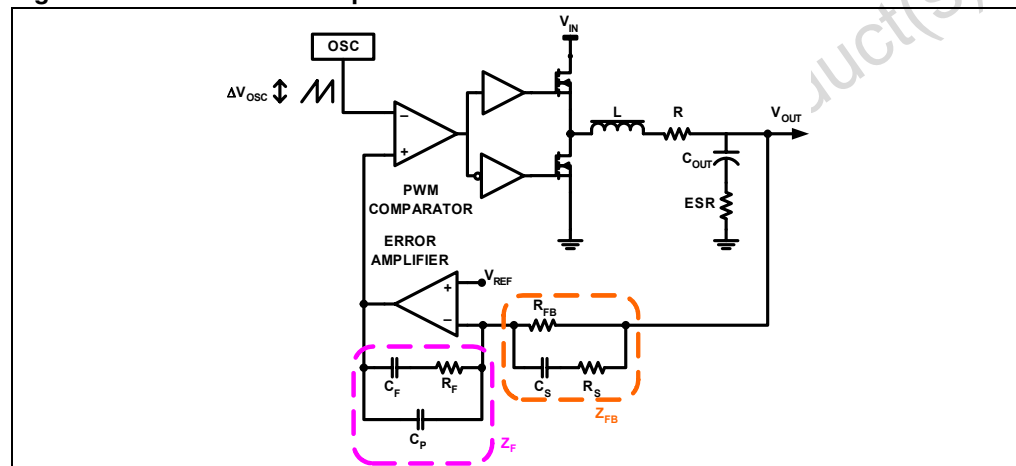 V_IN
OSC
ΔV_OSC
L
R
V_OUT
C_OUT
ESR
PWM
COMPARATOR
ERROR
AMPLIFIER
V_REF
R_FB
C_S
R_S
Z_FB
C_F
R_F
C_P
Z_F